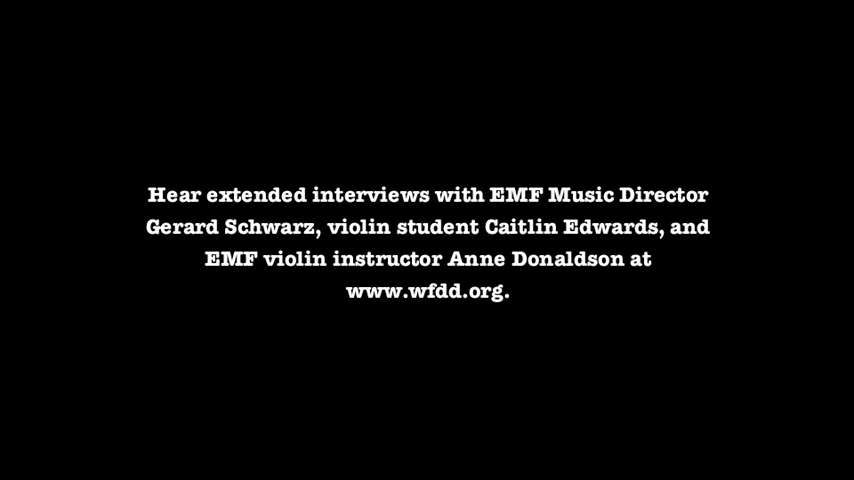 Hear extended interviews with EMF Music Director
Gerard Schwarz, violin student Caitlin Edwards, and
EMF violin instructor Anne Donaldson at
www.wfdd.org.